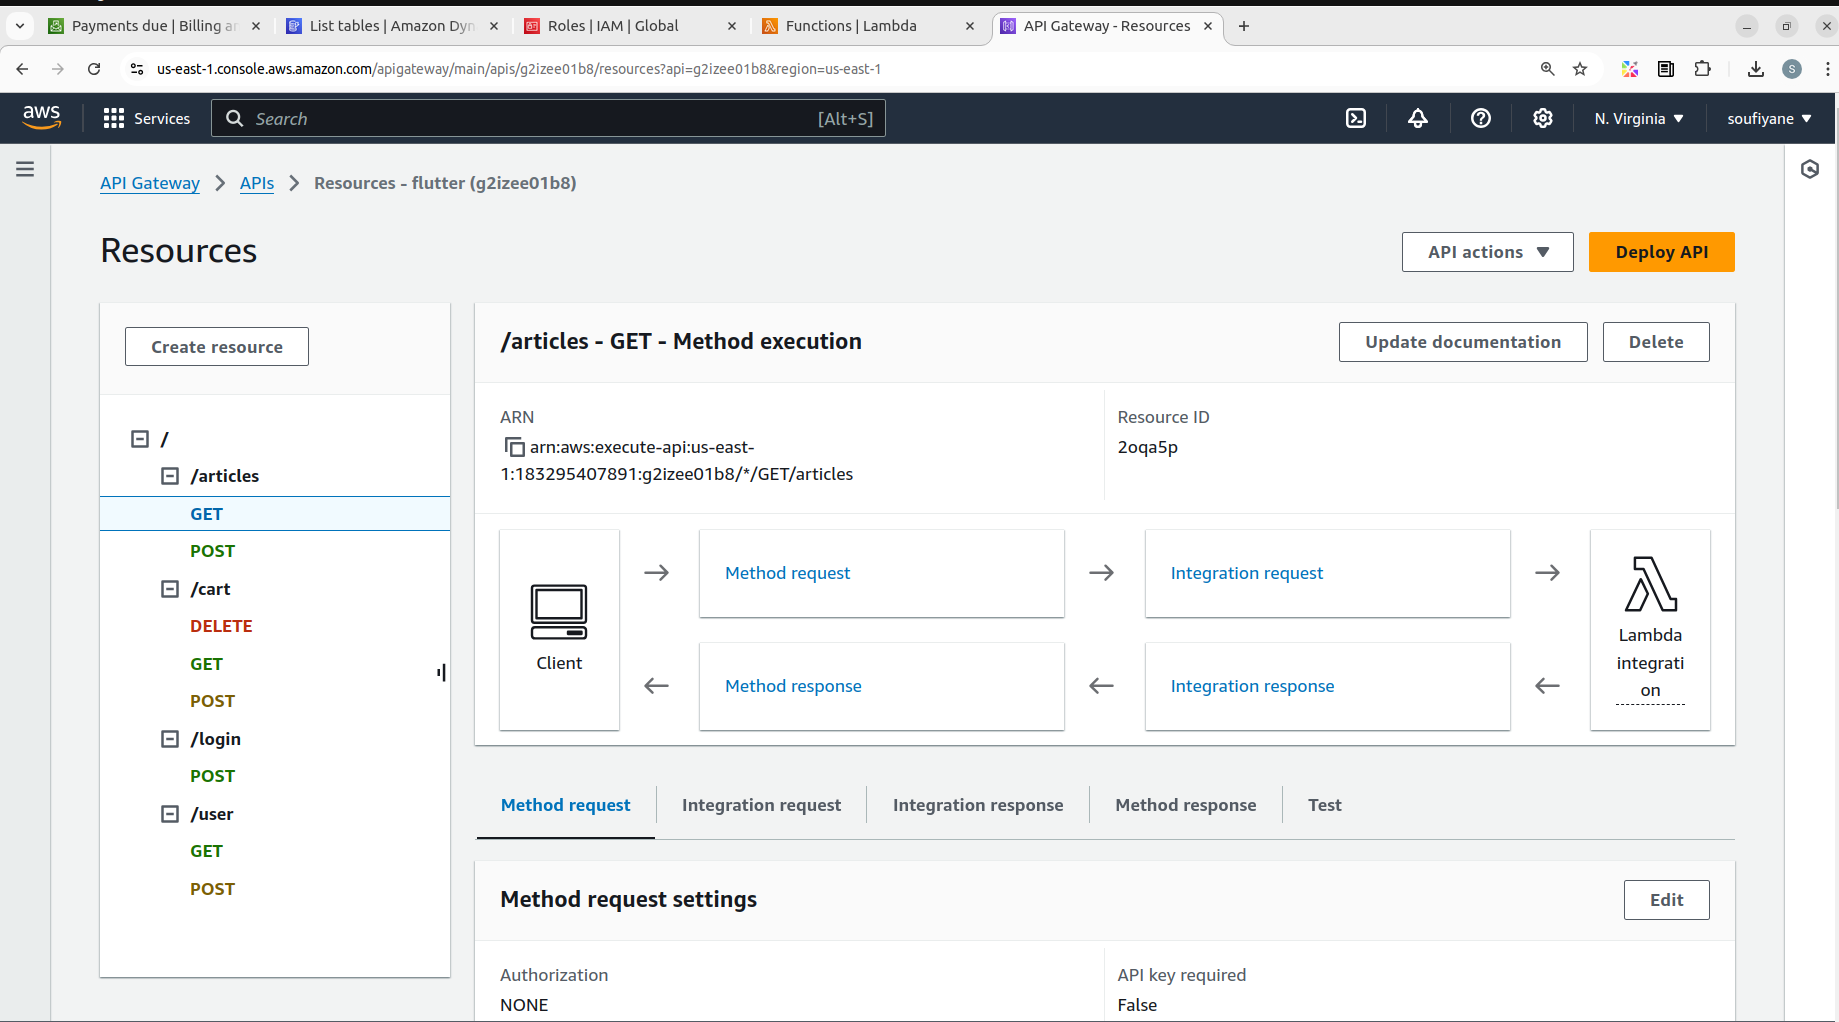 Payments due | Billing ar
List tables | Amazon Dyn
Roles | IAM | Global
Functions | Lambda
API Gateway - Resources
us-east-1.console.aws.amazon.com/apigateway/main/apis/g2izee01b8/resources?api=g2izee01b8&region=us-east-1
S
aws
Services
Search
[Alt+S]
N. Virginia
soufiyane
API Gateway
APIs
Resources - flutter (g2izee01b8)
Resources
API actions
Deploy API
Create resource
/
/articles
GET
POST
/cart
DELETE
GET
POST
/login
POST
/user
GET
POST
/articles - GET - Method execution
Update documentation
Delete
ARN
arn:aws:execute-api:us-east-
1:183295407891:g2izee01b8/*/GET/articles
Resource ID
2oqa5p
Client
Method request
Integration request
Method response
Integration response
Lambda
integrati
on
Method request
Integration request
Integration response
Method response
Test
Method request settings
Edit
Authorization
NONE
API key required
False